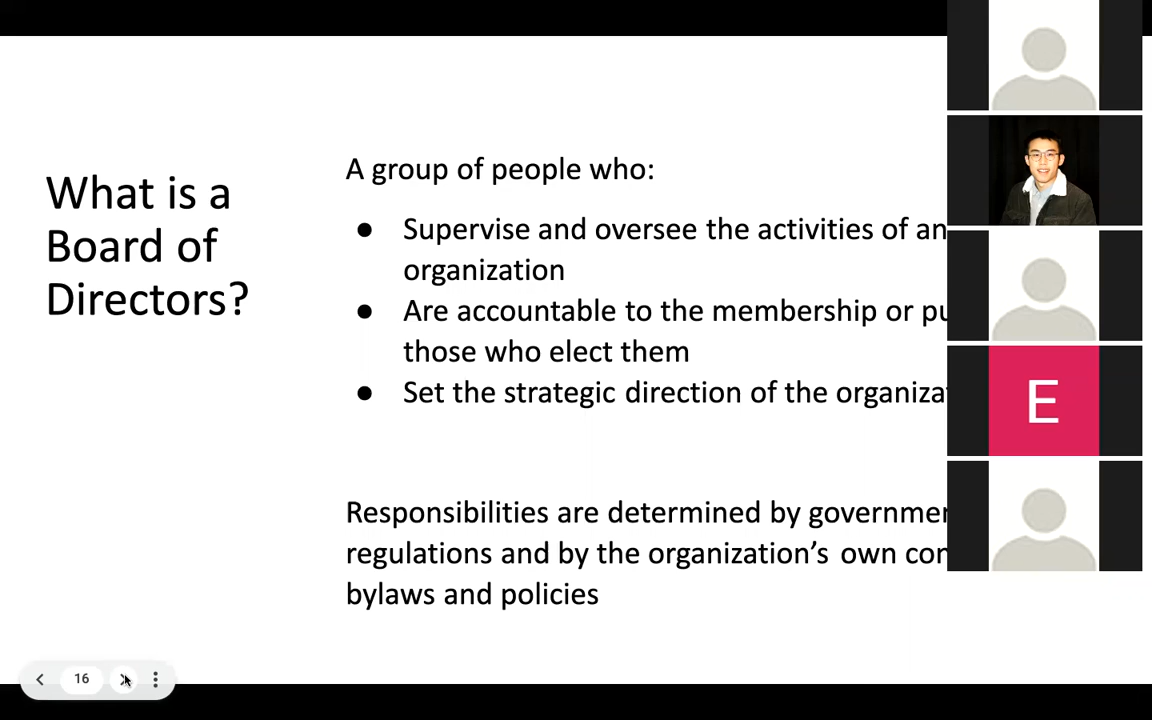 What is a
Board of
Directors?
A group of people who:
● Supervise and oversee the activities of an
organization
● Are accountable to the membership or
those who elect them
● Set the strategic direction of the
Responsibilities are determined by
regulations and by the organization’s own
bylaws and policies
E
16